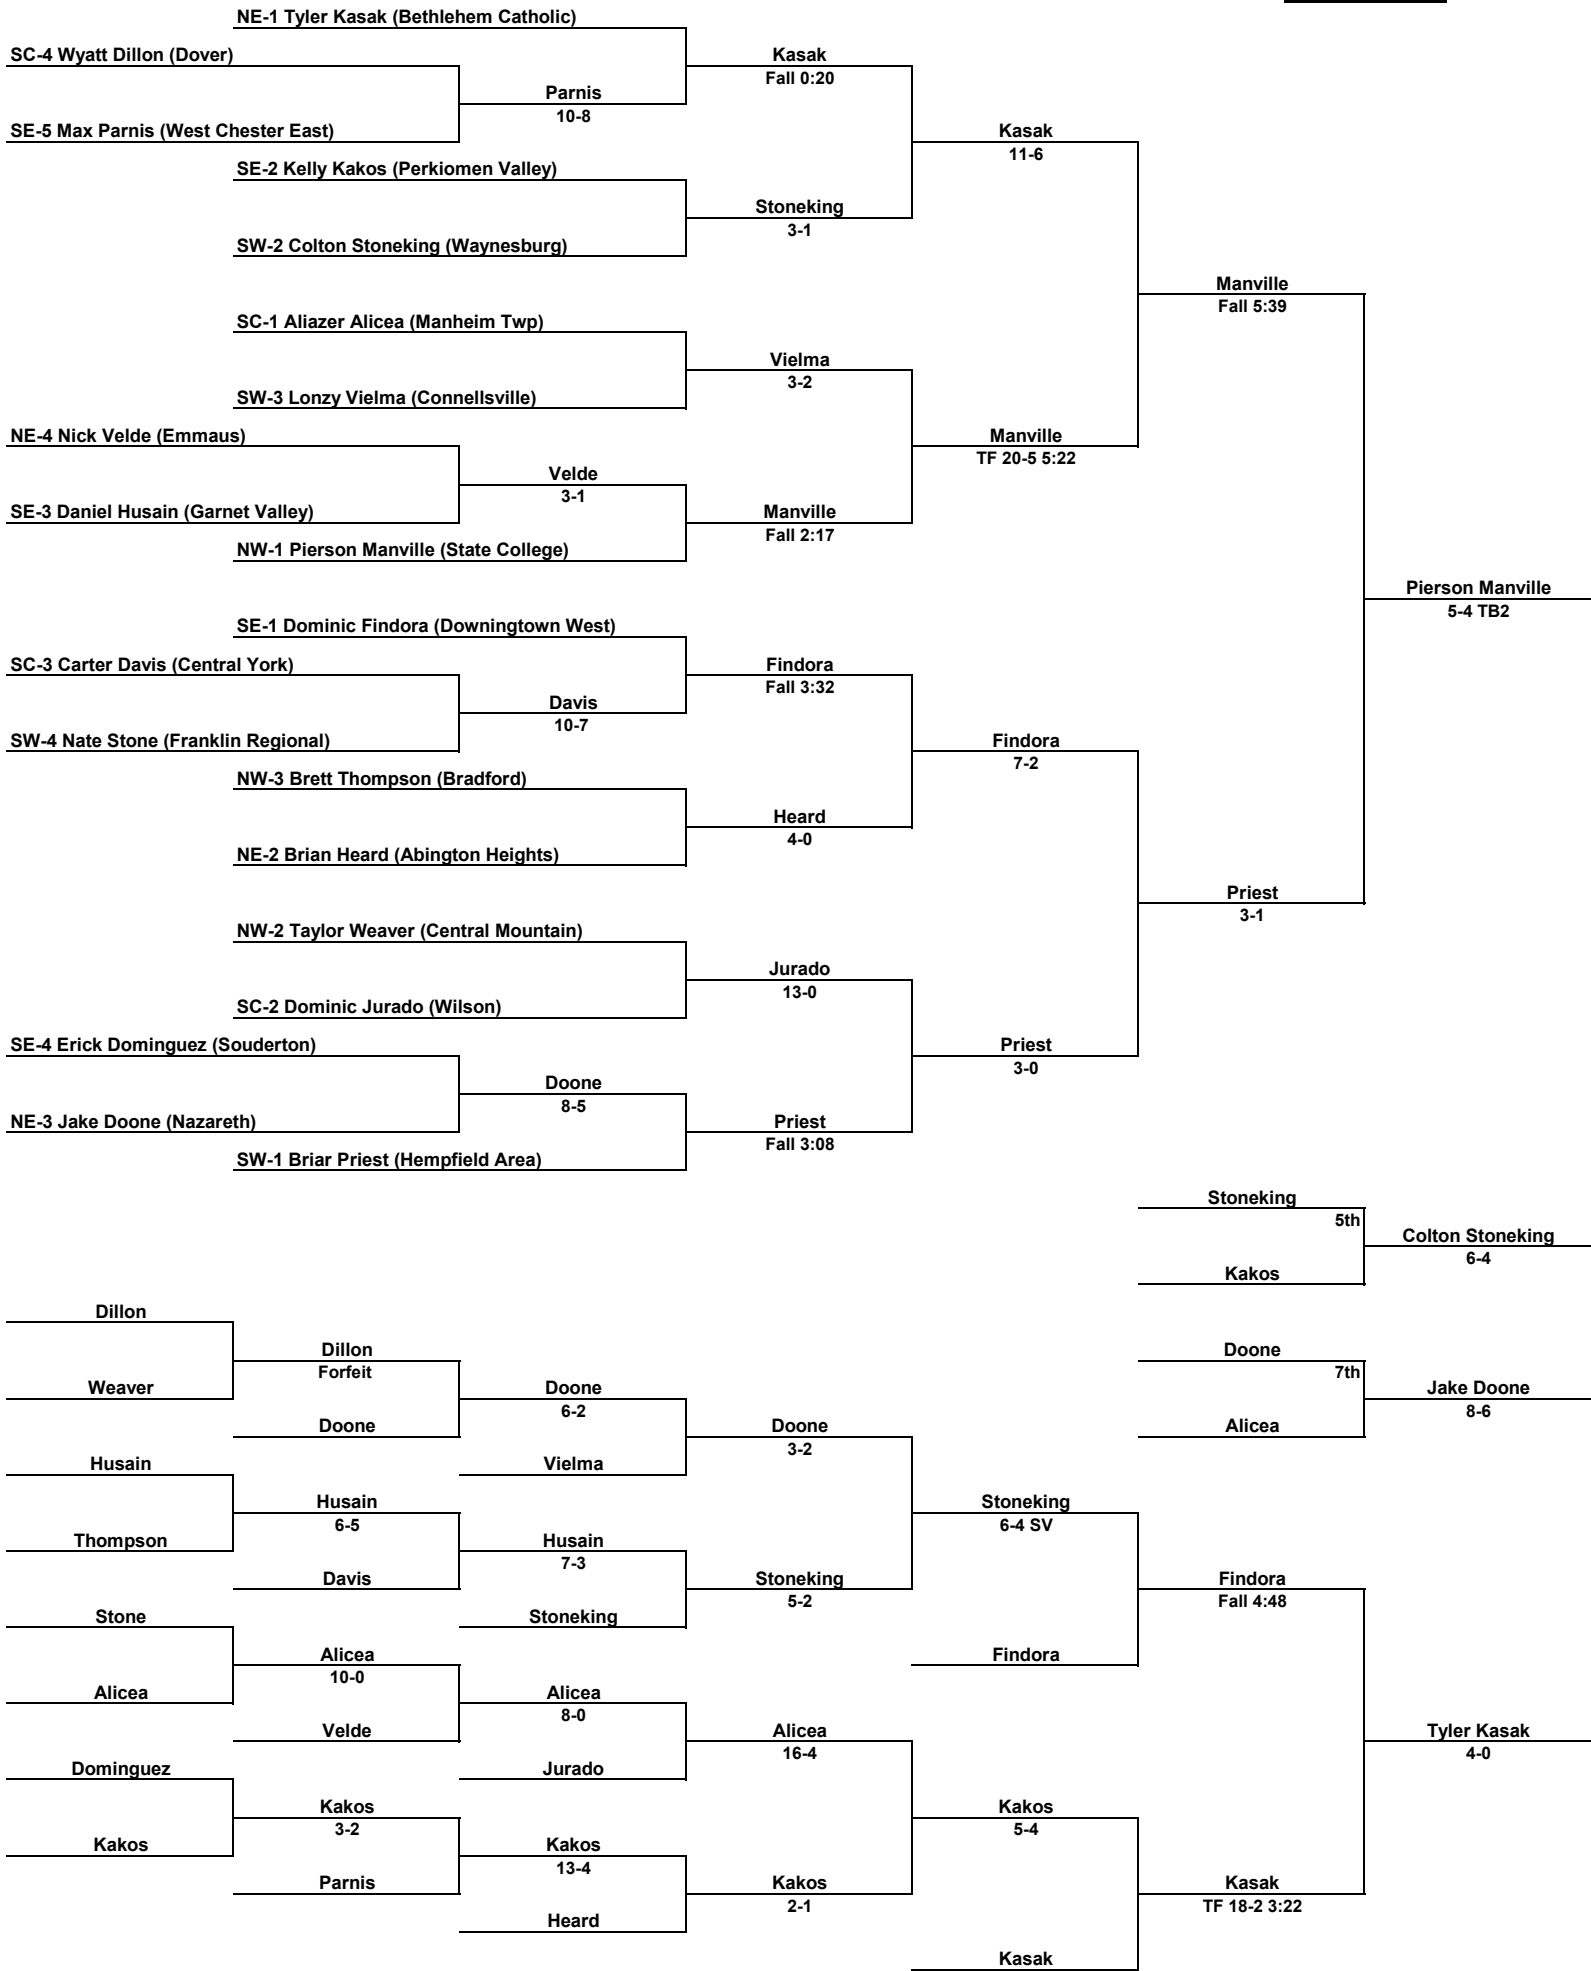 NE-1 Tyler Kasak (Bethlehem Catholic)
SC-4 Wyatt Dillon (Dover)
Kasak
Fall 0:20
Parnis
10-8
SE-5 Max Parnis (West Chester East)
Kasak
11-6
SE-2 Kelly Kakos (Perkiomen Valley)
Stoneking
3-1
SW-2 Colton Stoneking (Waynesburg)
Manville
Fall 5:39
SC-1 Aliazer Alicea (Manheim Twp)
Vielma
3-2
SW-3 Lonzy Vielma (Connellsville)
NE-4 Nick Velde (Emmaus)
Manville
TF 20-5 5:22
Velde
3-1
SE-3 Daniel Husain (Garnet Valley)
Manville
Fall 2:17
NW-1 Pierson Manville (State College)
Pierson Manville
5-4 TB2
SE-1 Dominic Findora (Downingtown West)
SC-3 Carter Davis (Central York)
Findora
Fall 3:32
Davis
10-7
SW-4 Nate Stone (Franklin Regional)
Findora
7-2
NW-3 Brett Thompson (Bradford)
Heard
4-0
NE-2 Brian Heard (Abington Heights)
Priest
3-1
NW-2 Taylor Weaver (Central Mountain)
Jurado
13-0
SC-2 Dominic Jurado (Wilson)
SE-4 Erick Dominguez (Souderton)
Priest
3-0
Doone
8-5
NE-3 Jake Doone (Nazareth)
Priest
Fall 3:08
SW-1 Briar Priest (Hempfield Area)
Stoneking
5th
Colton Stoneking
6-4
Kakos
Dillon
Dillon
Forfeit
Doone
7th
Weaver
Doone
6-2
Jake Doone
8-6
Doone
Doone
3-2
Alicea
Husain
Vielma
Husain
6-5
Stoneking
6-4 SV
Thompson
Husain
7-3
Davis
Stoneking
5-2
Findora
Fall 4:48
Stone
Stoneking
Alicea
10-0
Findora
Alicea
Alicea
8-0
Velde
Alicea
16-4
Tyler Kasak
4-0
Dominguez
Jurado
Kakos
3-2
Kakos
5-4
Kakos
Kakos
13-4
Parnis
Kakos
2-1
Kasak
TF 18-2 3:22
Heard
Kasak